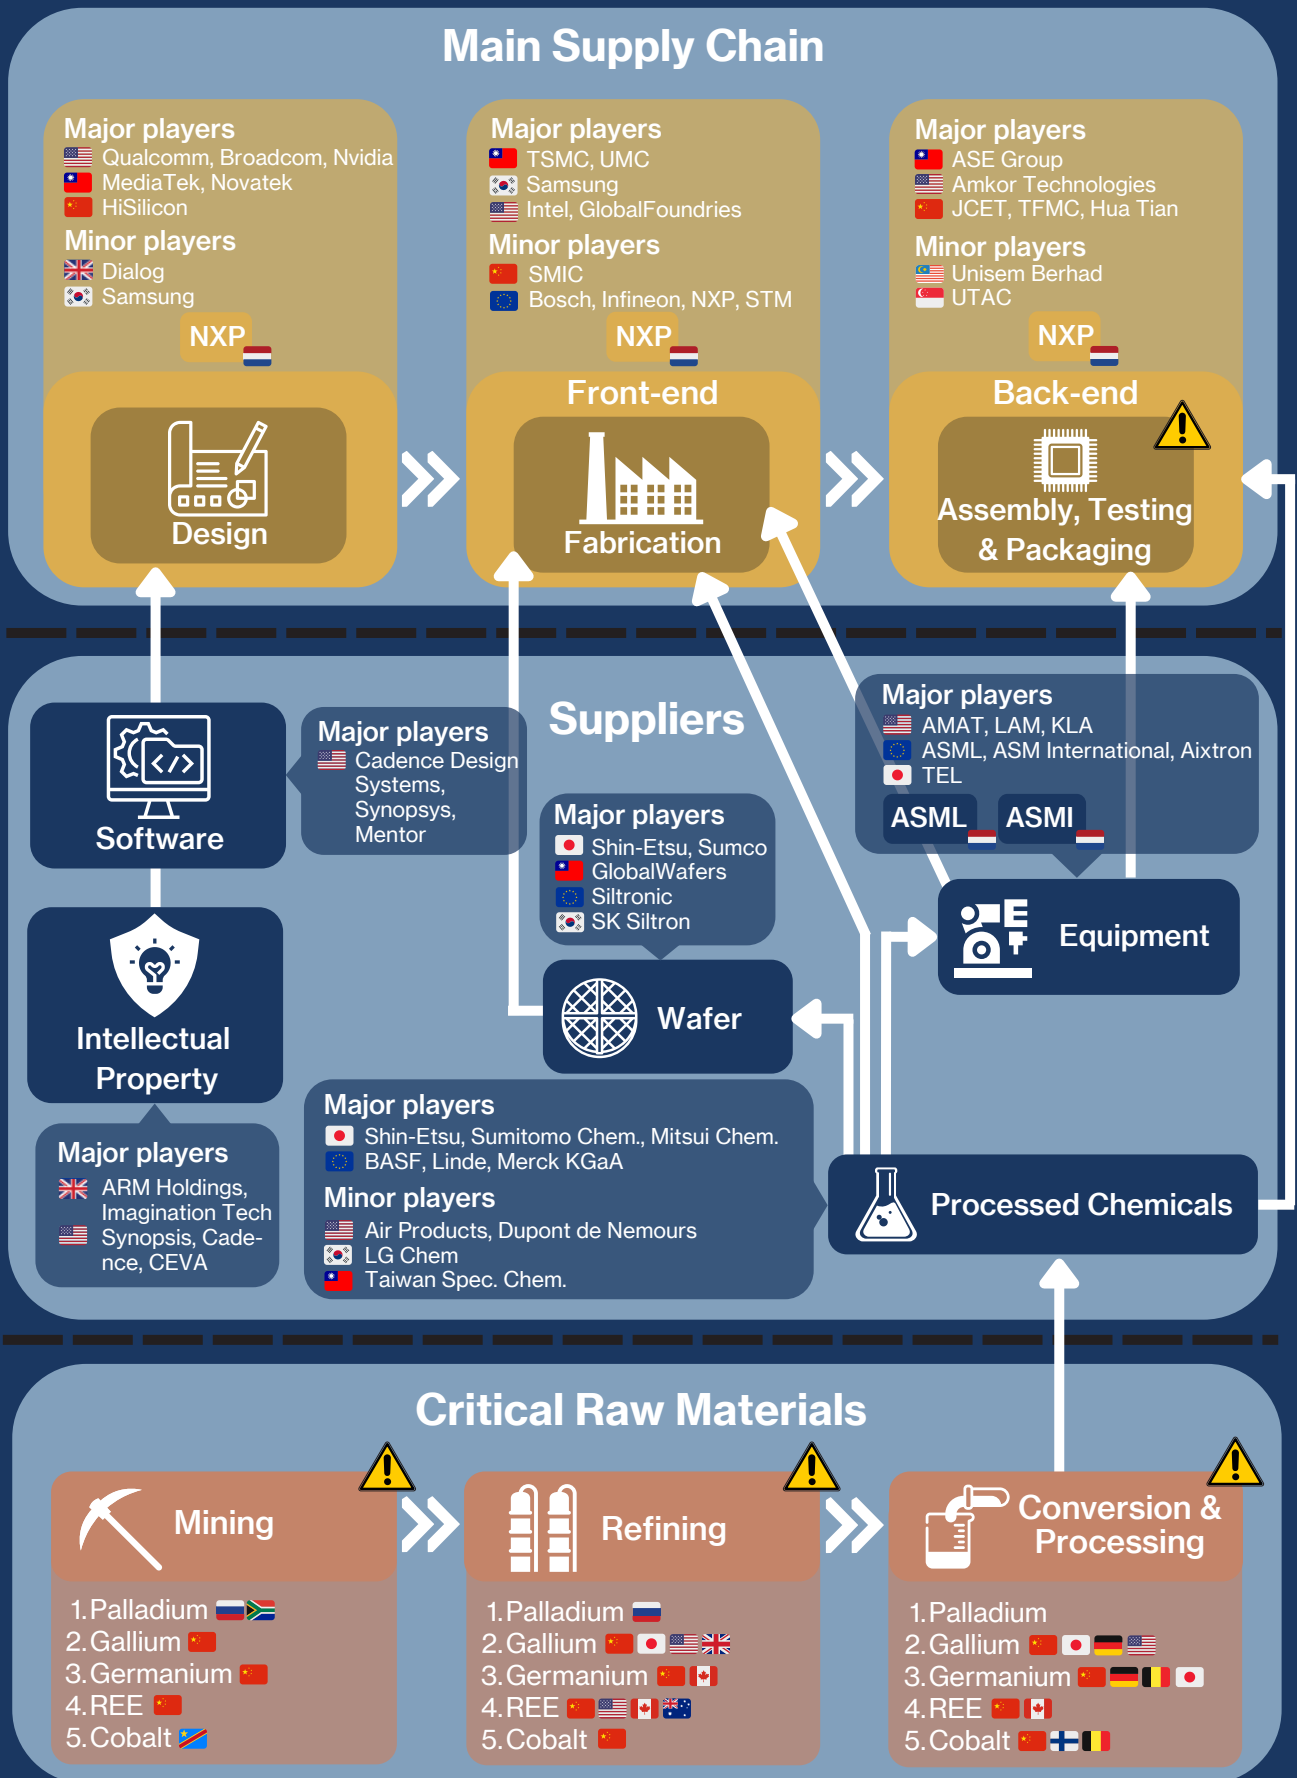 Main Supply Chain
Major players
Qualcomm, Broadcom, Nvidia
MediaTek, Novatek
HiSilicon
Minor players
Dialog
Samsung
NXP
Design
Major players
TSMC, UMC
Samsung
Intel, GlobalFoundries
Minor players
SMIC
Bosch, Infineon, NXP, STM
NXP
Front-end
Fabrication
Major players
ASE Group
Amkor Technologies
JCET, TFMC, Hua Tian
Minor players
Unisem Berhad
UTAC
NXP
Back-end
Assembly, Testing
& Packaging
Suppliers
Software
Major players
Cadence Design
Systems,
Synopsys,
Mentor
Intellectual
Property
Major players
ARM Holdings,
Imagination Tech
Synopsis, Cade-
nce, CEVA
Major players
Shin-Etsu, Sumco
GlobalWafers
Siltronic
SK Siltron
Wafer
Major players
AMAT, LAM, KLA
ASML, ASM International, Aixtron
TEL
ASML
ASMI
Equipment
Major players
Shin-Etsu, Sumitomo Chem., Mitsui Chem.
BASF, Linde, Merck KGaA
Minor players
Air Products, Dupont de Nemours
LG Chem
Taiwan Spec. Chem.
Processed Chemicals
Critical Raw Materials
Mining
1. Palladium
2. Gallium
3. Germanium
4. REE
5. Cobalt
Refining
1. Palladium
2. Gallium
3. Germanium
4. REE
5. Cobalt
Conversion &
Processing
1. Palladium
2. Gallium
3. Germanium
4. REE
5. Cobalt